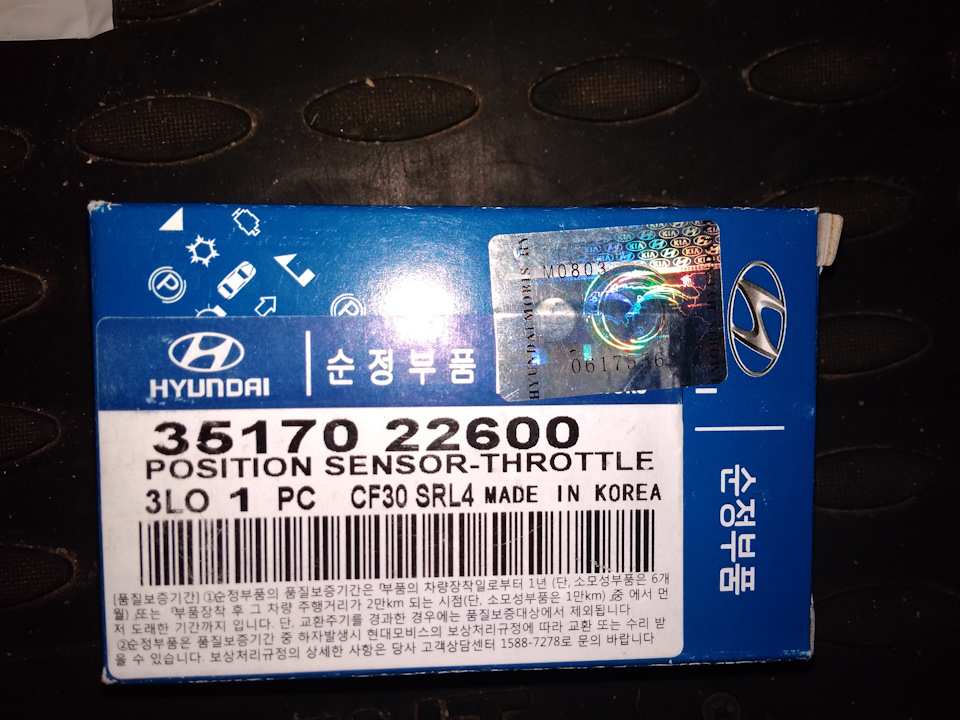 M0803
HYUNDAI MOBIS HY
KIA
0617536
HYUNDAI
순정부품
35170 22600
POSITION SENSOR-THROTTLE
3LO 1 PC CF30 SRL4 MADE IN KOREA
[품질보증기간] ①순정부품의 품질보증기간은 「부품의 차량장착일로부터 1년 (단, 소모성부품은 6개
월)」또는 「부품장착 후 그 차량 주행거리가 2만km 되는 시점(단, 소모성부품은 1만km)」중 에서 먼
저 도래한 기간까지 입니다. 단, 교환주기를 경과한 경우에는 품질보증대상에서 제외됩니다
②순정부품은 품질보증기간 중 하자발생시 현대모비스의 보상처리규정에 따라 교환 또는 수리 받
을 수 있습니다. 보상처리규정의 상세한 사항은 당사 고객상담센터 1588-7278로 문의 바랍니다
순정부품